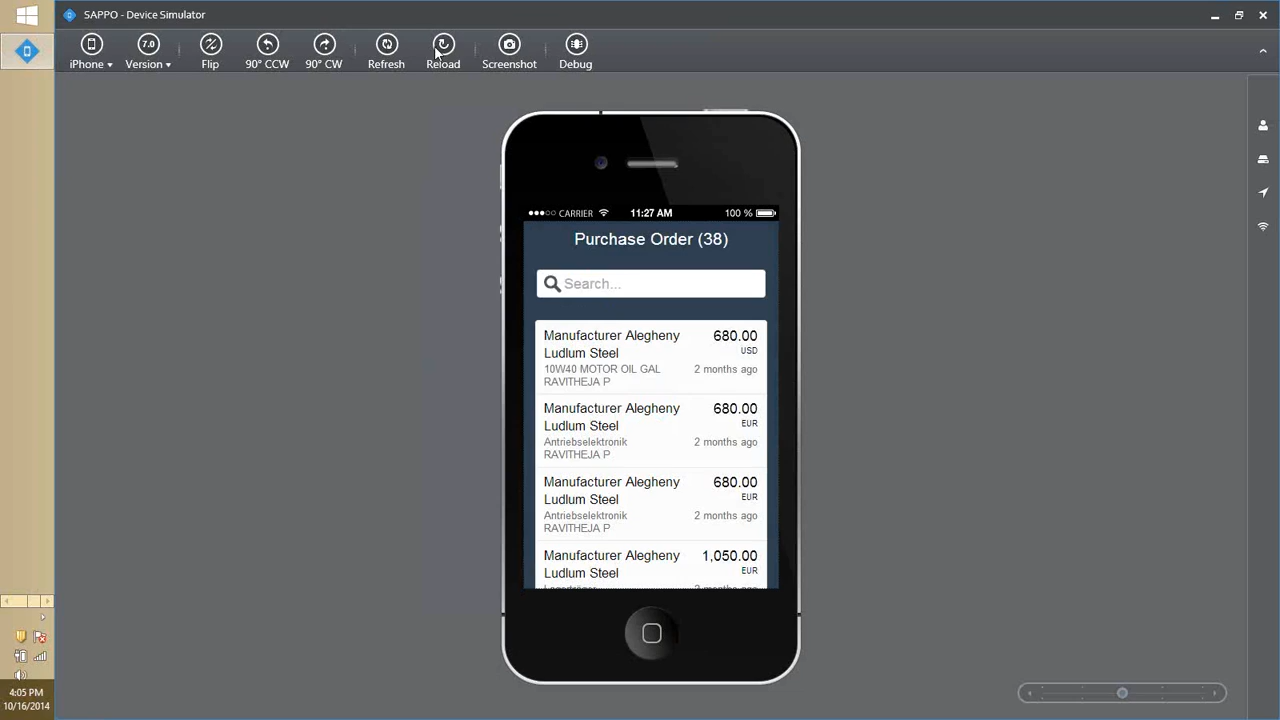 SAPPO - Device Simulator
7.0
iPhone Version Flip 90° CCW 90° CW Refresh Reload Screenshot Debug
CARRIER 11:27 AM 100 %
Purchase Order (38)
Search...
Manufacturer Alegheny 680.00
Ludlum Steel USD
10W40 MOTOR OIL GAL 2 months ago
RAVITHEJA P
Manufacturer Alegheny 680.00
Ludlum Steel EUR
Antriebselektronik 2 months ago
RAVITHEJA P
Manufacturer Alegheny 680.00
Ludlum Steel EUR
Antriebselektronik 2 months ago
RAVITHEJA P
Manufacturer Alegheny 1,050.00
Ludlum Steel EUR
4:05 PM
10/16/2014